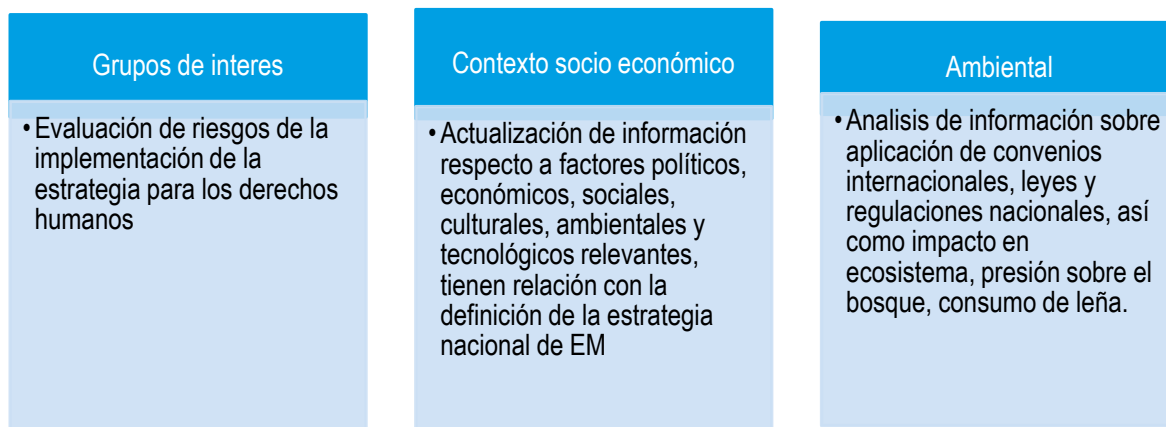 Grupos de interes
•Evaluación de riesgos de la
implementación de la
estrategia para los derechos
humanos
Contexto socio económico
•Actualización de información
respecto a factores políticos,
económicos, sociales,
culturales, ambientales y
tecnológicos relevantes,
tienen relación con la
definición de la estrategia
nacional de EM
Ambiental
•Analisis de información sobre
aplicación de convenios
internacionales, leyes y
regulaciones nacionales, así
como impacto en
ecosistema, presión sobre el
bosque, consumo de leña.